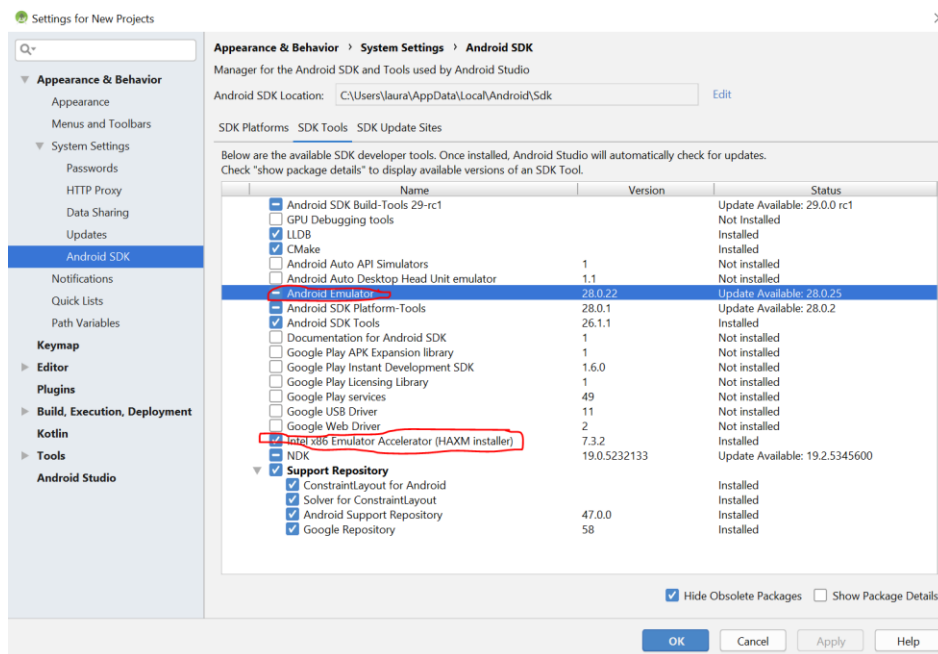 Settings for New Projects
Appearance & Behavior › System Settings › Android SDK
Manager for the Android SDK and Tools used by Android Studio
Android SDK Location: C:\Users\laura\AppData\Local\Android\Sdk Edit
Appearance & Behavior
Appearance
Menus and Toolbars
System Settings
Passwords
HTTP Proxy
Data Sharing
Updates
Android SDK
Notifications
Quick Lists
Path Variables
Keymap
Editor
Plugins
Build, Execution, Deployment
Kotlin
Tools
Android Studio
SDK Platforms SDK Tools SDK Update Sites
Below are the available SDK developer tools. Once installed, Android Studio will automatically check for updates.
Check "show package details" to display available versions of an SDK Tool.
Name Version Status
Android SDK Build-Tools 29-rc1 Update Available: 29.0.0 rc1
GPU Debugging tools Not Installed
LLDB Installed
CMake Installed
Android Auto API Simulators 1 Not installed
Android Auto Desktop Head Unit emulator 1.1 Not installed
Android Emulator 28.0.22 Update Available: 28.0.25
Android SDK Platform-Tools 28.0.1 Update Available: 28.0.2
Android SDK Tools 26.1.1 Installed
Documentation for Android SDK 1 Not installed
Google Play APK Expansion library 1 Not installed
Google Play Instant Development SDK 1.6.0 Not installed
Google Play Licensing Library 1 Not installed
Google Play services 49 Not installed
Google USB Driver 11 Not installed
Google Web Driver 2 Not installed
Intel x86 Emulator Accelerator (HAXM installer) 7.3.2 Installed
NDK 19.0.5232133 Update Available: 19.2.5345600
Support Repository
ConstraintLayout for Android Installed
Solver for ConstraintLayout Installed
Android Support Repository 47.0.0 Installed
Google Repository 58 Installed
Hide Obsolete Packages Show Package Details
OK Cancel Apply Help